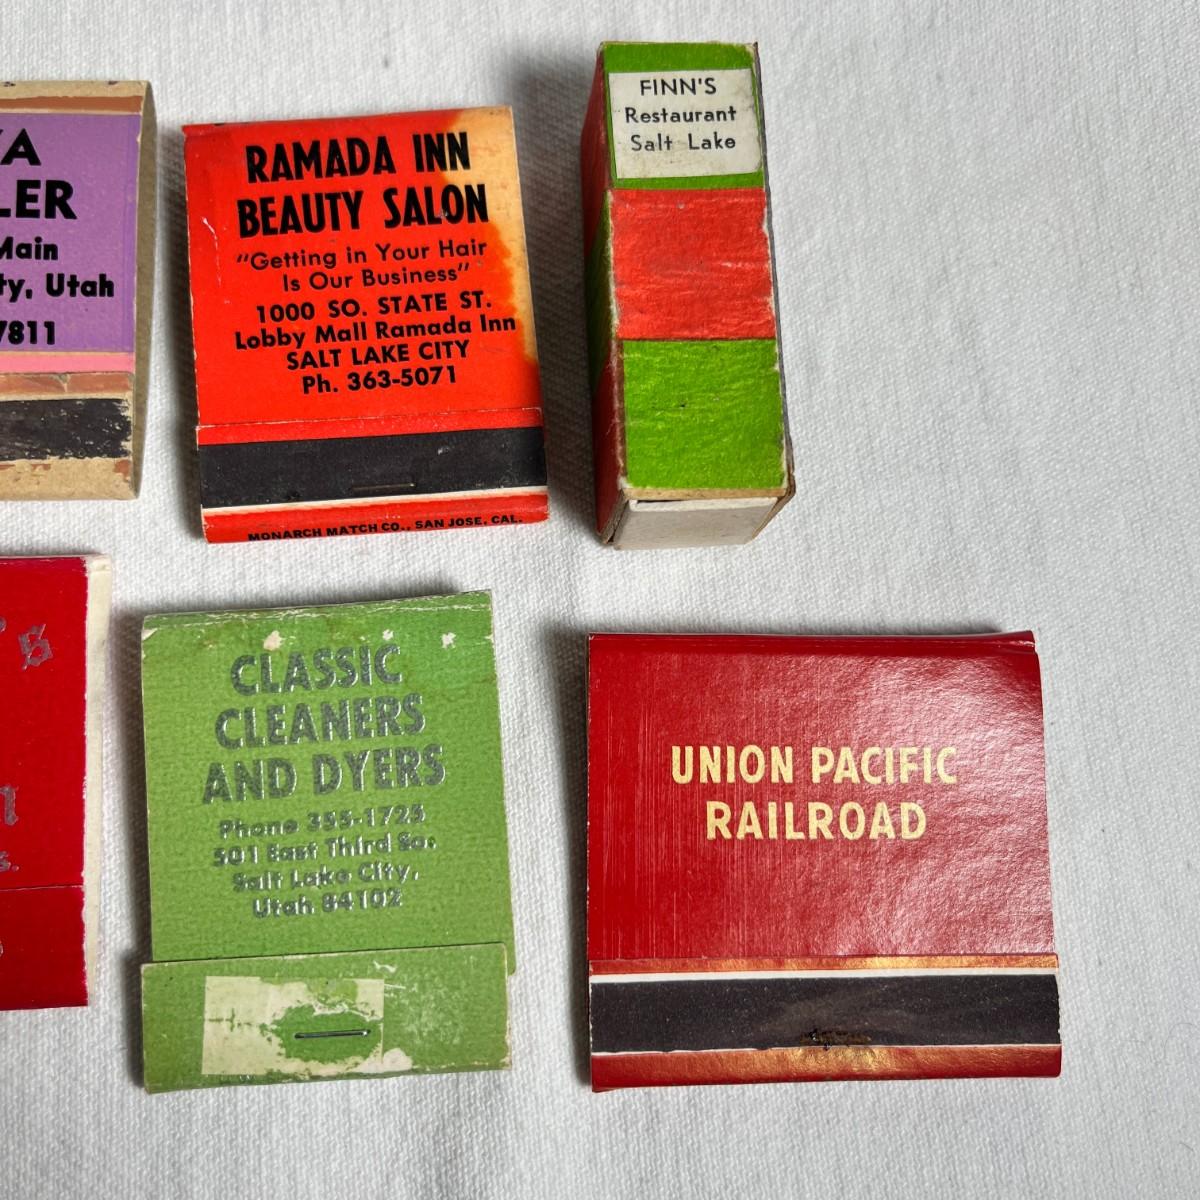 Main
Utah
7811
RAMADA INN
BEAUTY SALON
"Getting in Your Hair
Is Our Business"
1000 SO. STATE ST.
Lobby Mall Ramada Inn
SALT LAKE CITY
Ph. 363-5071
MONARCH MATCH CO., SAN JOSE, CAL.
FINN'S
Restaurant
Salt Lake
CLASSIC
CLEANERS
AND DYERS
Phone 355-1725
501 East Third So.
Salt Lake City,
Utah 84102
UNION PACIFIC
RAILROAD